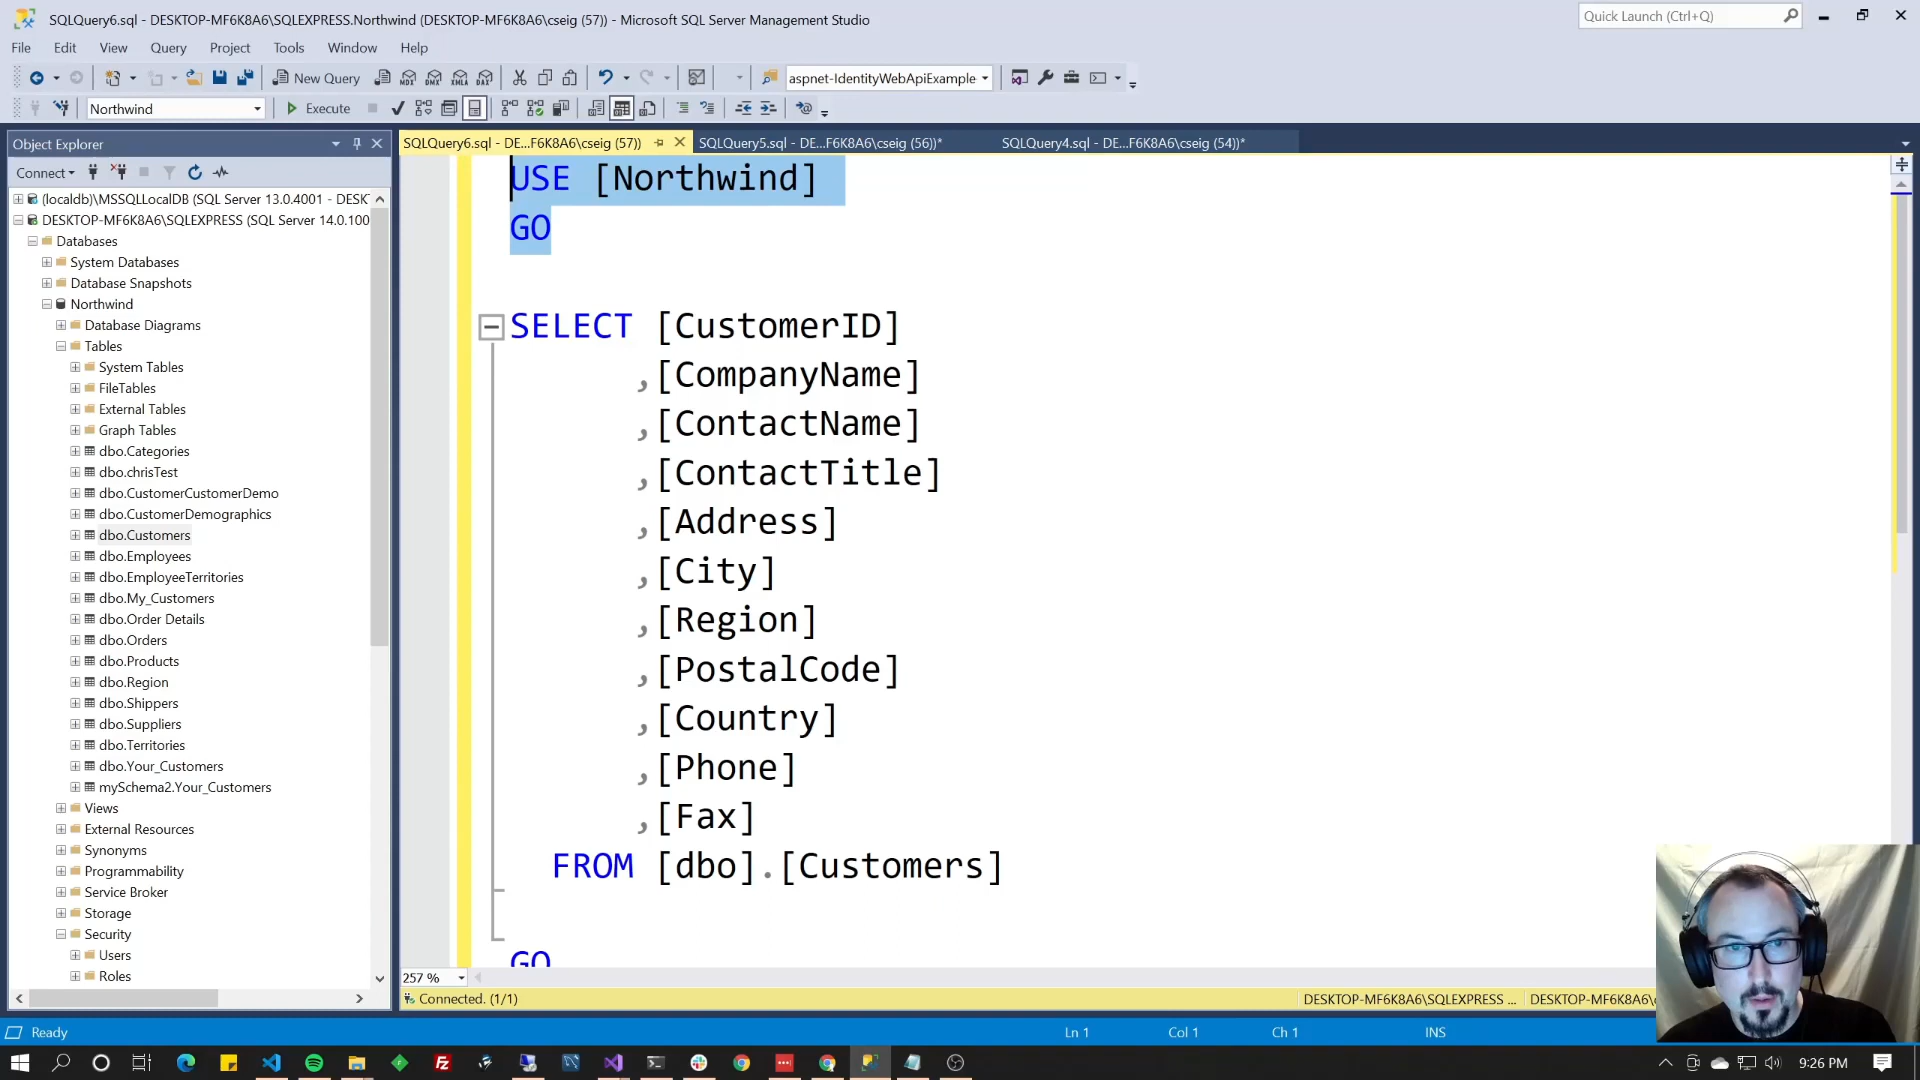 SQLQuery6.sql - DESKTOP-MF6K8A6\SQLEXPRESS.Northwind (DESKTOP-MF6K8A6\cseig (57)) - Microsoft SQL Server Management Studio
Quick Launch (Ctrl+Q)
File Edit View Query Project Tools Window Help
New Query MDX DMX XMLA DAX aspnet-IdentityWebApiExample
Northwind Execute
Object Explorer
Connect
(localdb)\MSSQLLocalDB (SQL Server 13.0.4001 - DESK
DESKTOP-MF6K8A6\SQLEXPRESS (SQL Server 14.0.100
Databases
System Databases
Database Snapshots
Northwind
Database Diagrams
Tables
System Tables
FileTables
External Tables
Graph Tables
dbo.Categories
dbo.chrisTest
dbo.CustomerCustomerDemo
dbo.CustomerDemographics
dbo.Customers
dbo.Employees
dbo.EmployeeTerritories
dbo.My_Customers
dbo.Order Details
dbo.Orders
dbo.Products
dbo.Region
dbo.Shippers
dbo.Suppliers
dbo.Territories
dbo.Your_Customers
mySchema2.Your_Customers
Views
External Resources
Synonyms
Programmability
Service Broker
Storage
Security
Users
Roles
SQLQuery6.sql - DE...F6K8A6\cseig (57)) SQLQuery5.sql - DE...F6K8A6\cseig (56))* SQLQuery4.sql - DE...F6K8A6\cseig (54))*
USE [Northwind]
GO
SELECT [CustomerID]
,[CompanyName]
,[ContactName]
,[ContactTitle]
,[Address]
,[City]
,[Region]
,[PostalCode]
,[Country]
,[Phone]
,[Fax]
FROM [dbo].[Customers]
GO
257 %
Connected. (1/1) DESKTOP-MF6K8A6\SQLEXPRESS ... DESKTOP-MF6K8A6\
Ready Ln 1 Col 1 Ch 1 INS
9:26 PM